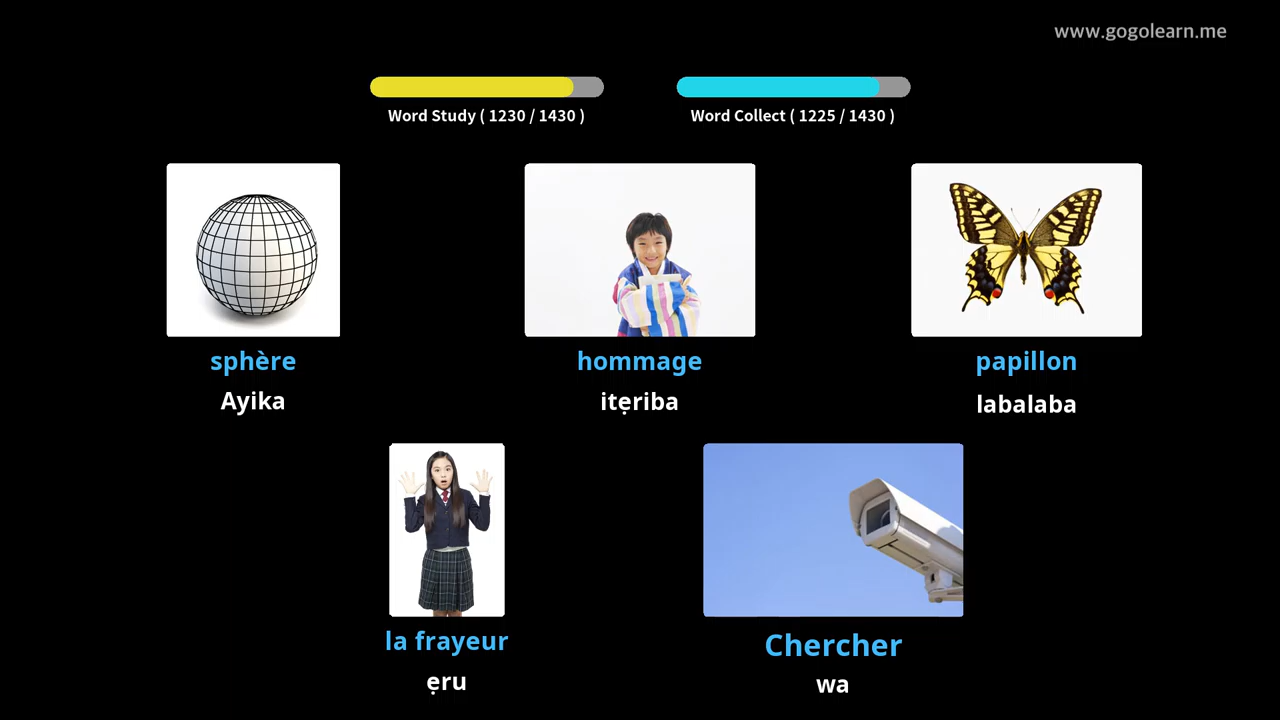 www.gogolearn.me
Word Study ( 1230 / 1430 )
Word Collect ( 1225 / 1430 )
sphère
Ayika
hommage
itẹriba
papillon
labalaba
la frayeur
ẹru
Chercher
wa